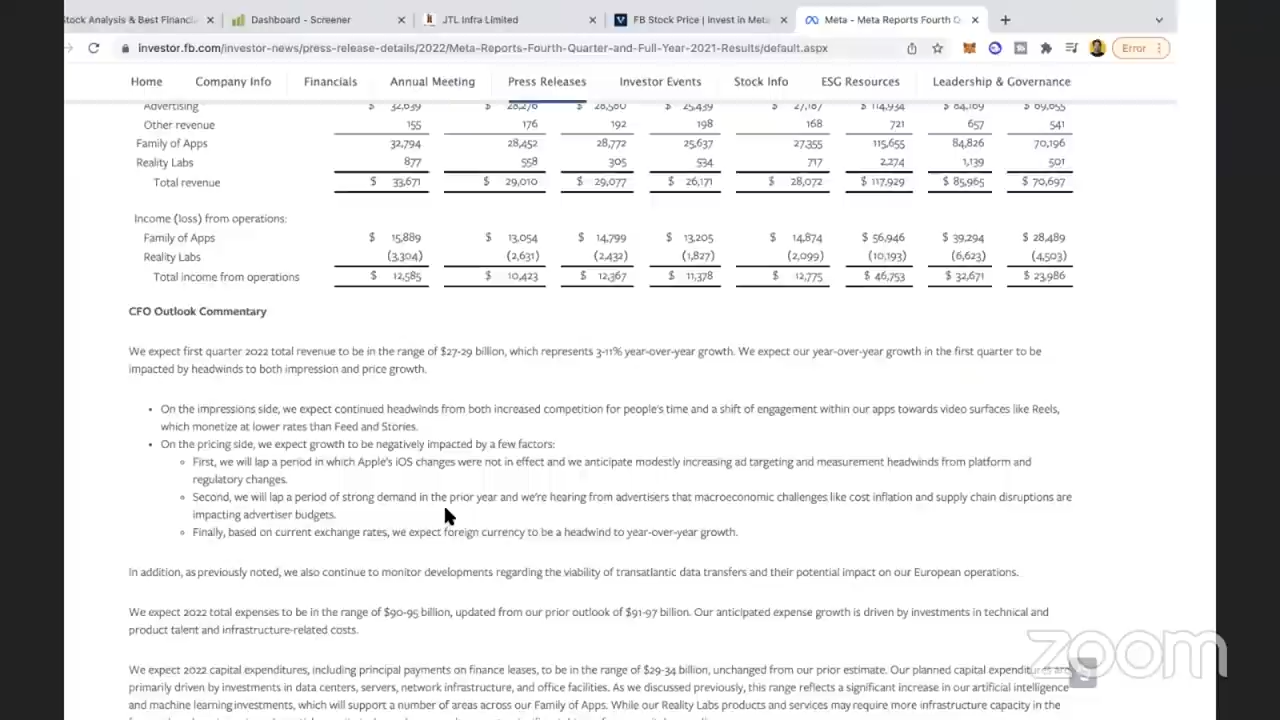 Stock Analysis & Best Financi
Dashboard - Screener
JTL Infra Limited
FB Stock Price | Invest in Meta
Meta - Meta Reports Fourth Q
investor.fb.com/investor-news/press-release-details/2022/Meta-Reports-Fourth-Quarter-and-Full-Year-2021-Results/default.aspx
Error
Home Company Info Financials Annual Meeting Press Releases Investor Events Stock Info ESG Resources Leadership & Governance
Advertising $ 32,639 $ 28,276 $ 28,580 $ 25,439 $ 27,187 $ 114,934 $ 84,169 $ 69,655
Other revenue 155 176 192 198 168 721 657 541
Family of Apps 32,794 28,452 28,772 25,637 27,355 115,655 84,826 70,196
Reality Labs 877 558 305 534 717 2,274 1,139 501
Total revenue $ 33,671 $ 29,010 $ 29,077 $ 26,171 $ 28,072 $ 117,929 $ 85,965 $ 70,697
Income (loss) from operations:
Family of Apps $ 15,889 $ 13,054 $ 14,799 $ 13,205 $ 14,874 $ 56,946 $ 39,294 $ 28,489
Reality Labs (3,304) (2,631) (2,432) (1,827) (2,099) (10,193) (6,623) (4,503)
Total income from operations $ 12,585 $ 10,423 $ 12,367 $ 11,378 $ 12,775 $ 46,753 $ 32,671 $ 23,986
CFO Outlook Commentary
We expect first quarter 2022 total revenue to be in the range of $27-29 billion, which represents 3-11% year-over-year growth. We expect our year-over-year growth in the first quarter to be
impacted by headwinds to both impression and price growth.
• On the impressions side, we expect continued headwinds from both increased competition for people's time and a shift of engagement within our apps towards video surfaces like Reels,
which monetize at lower rates than Feed and Stories.
• On the pricing side, we expect growth to be negatively impacted by a few factors:
◦ First, we will lap a period in which Apple's iOS changes were not in effect and we anticipate modestly increasing ad targeting and measurement headwinds from platform and
regulatory changes.
◦ Second, we will lap a period of strong demand in the prior year and we're hearing from advertisers that macroeconomic challenges like cost inflation and supply chain disruptions are
impacting advertiser budgets.
◦ Finally, based on current exchange rates, we expect foreign currency to be a headwind to year-over-year growth.
In addition, as previously noted, we also continue to monitor developments regarding the viability of transatlantic data transfers and their potential impact on our European operations.
We expect 2022 total expenses to be in the range of $90-95 billion, updated from our prior outlook of $91-97 billion. Our anticipated expense growth is driven by investments in technical and
product talent and infrastructure-related costs.
We expect 2022 capital expenditures, including principal payments on finance leases, to be in the range of $29-34 billion, unchanged from our prior estimate. Our planned capital expenditures are
primarily driven by investments in data centers, servers, network infrastructure, and office facilities. As we discussed previously, this range reflects a significant increase in our artificial intelligence
and machine learning investments, which will support a number of areas across our Family of Apps. While our Reality Labs products and services may require more infrastructure capacity in the
zoom